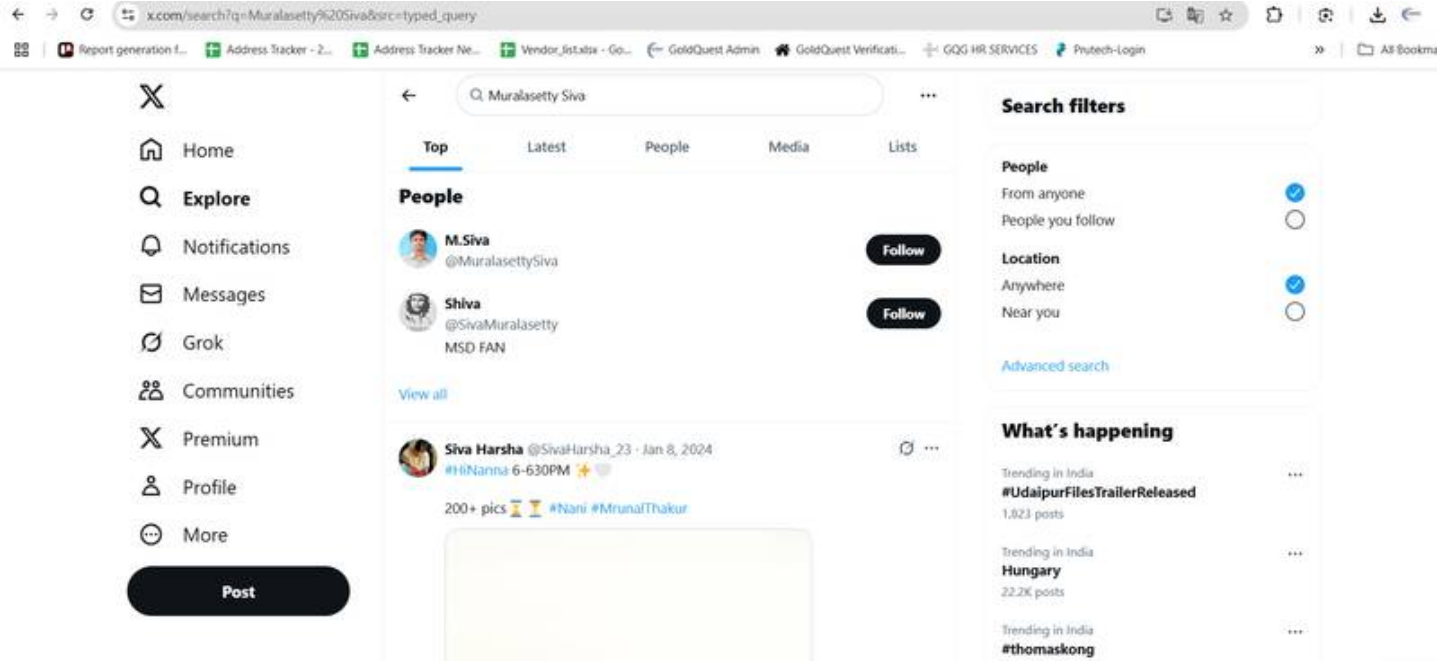 x.com/search?q=Muralasetty%20Siva&src=typed_query
Report generation f... Address Tracker - 2... Address Tracker Ne... Vendor_list.xlsx - Go... GoldQuest Admin GoldQuest Verificati... GQG HR SERVICES Prutech-Login » All Bookma
Muralasetty Siva
Home
Explore
Notifications
Messages
Grok
Communities
Premium
Profile
More
Post
Top Latest People Media Lists
People
M.Siva
@MuralasettySiva
Follow
Shiva
@SivaMuralasetty
Follow
MSD FAN
View all
Siva Harsha @SivaHarsha_23 · Jan 8, 2024
#HiNanna 6-630PM ✨🤍
200+ pics⌛⏳ #Nani #MrunalThakur
Search filters
People
From anyone
People you follow
Location
Anywhere
Near you
Advanced search
What's happening
Trending in India
#UdaipurFilesTrailerReleased
1,823 posts
Trending in India
Hungary
22.2K posts
Trending in India
#thomaskong